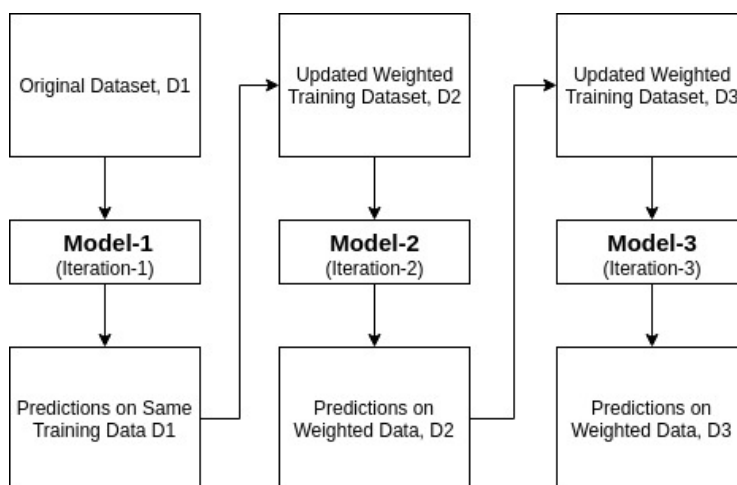 Original Dataset, D1
Updated Weighted
Training Dataset, D2
Updated Weighted
Training Dataset, D3
Model-1
(Iteration-1)
Model-2
(Iteration-2)
Model-3
(Iteration-3)
Predictions on Same
Training Data D1
Predictions on
Weighted Data, D2
Predictions on
Weighted Data, D3